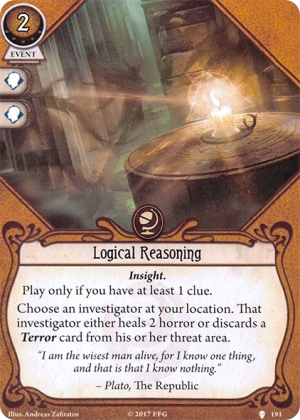 2
EVENT
Logical Reasoning
Insight.
Play only if you have at least 1 clue.
Choose an investigator at your location. That
investigator either heals 2 horror or discards a
Terror card from his or her threat area.
"I am the wisest man alive, for I know one thing,
and that is that I know nothing."
– Plato, The Republic
Illus. Andreas Zafiratos
© 2017 FFG
191